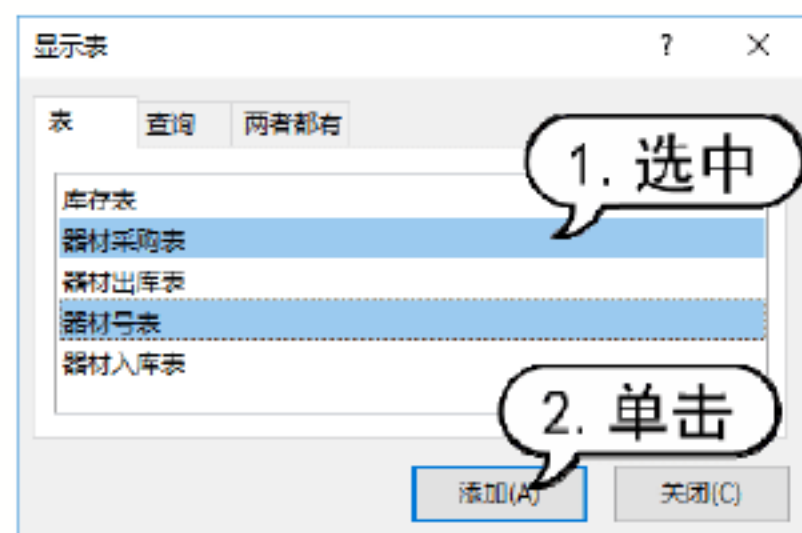 显示表 ? ×
表 查询 两者都有
1. 选中
库存表
器材采购表
器材出库表
器材号表
器材入库表
2. 单击
添加(A) 关闭(C)